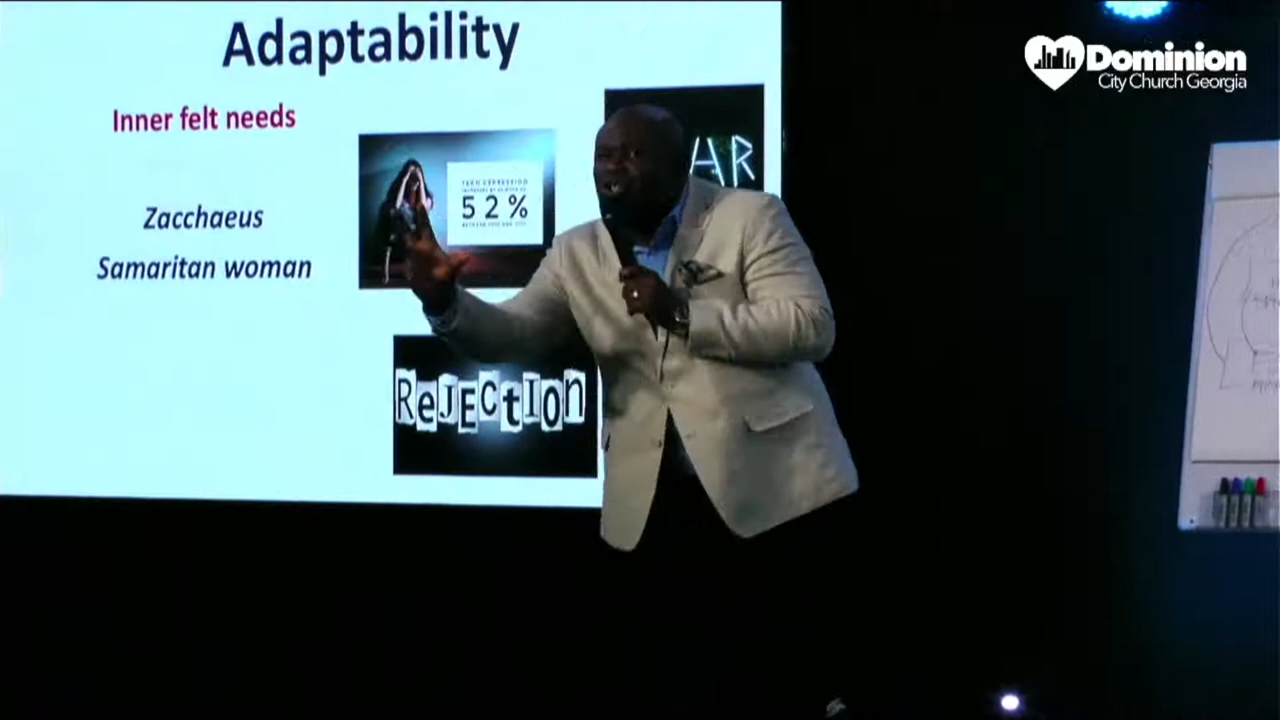 Adaptability
Dominion
City Church Georgia
Inner felt needs
AR
52%
Zacchaeus
Samaritan woman
ReJEctIOn